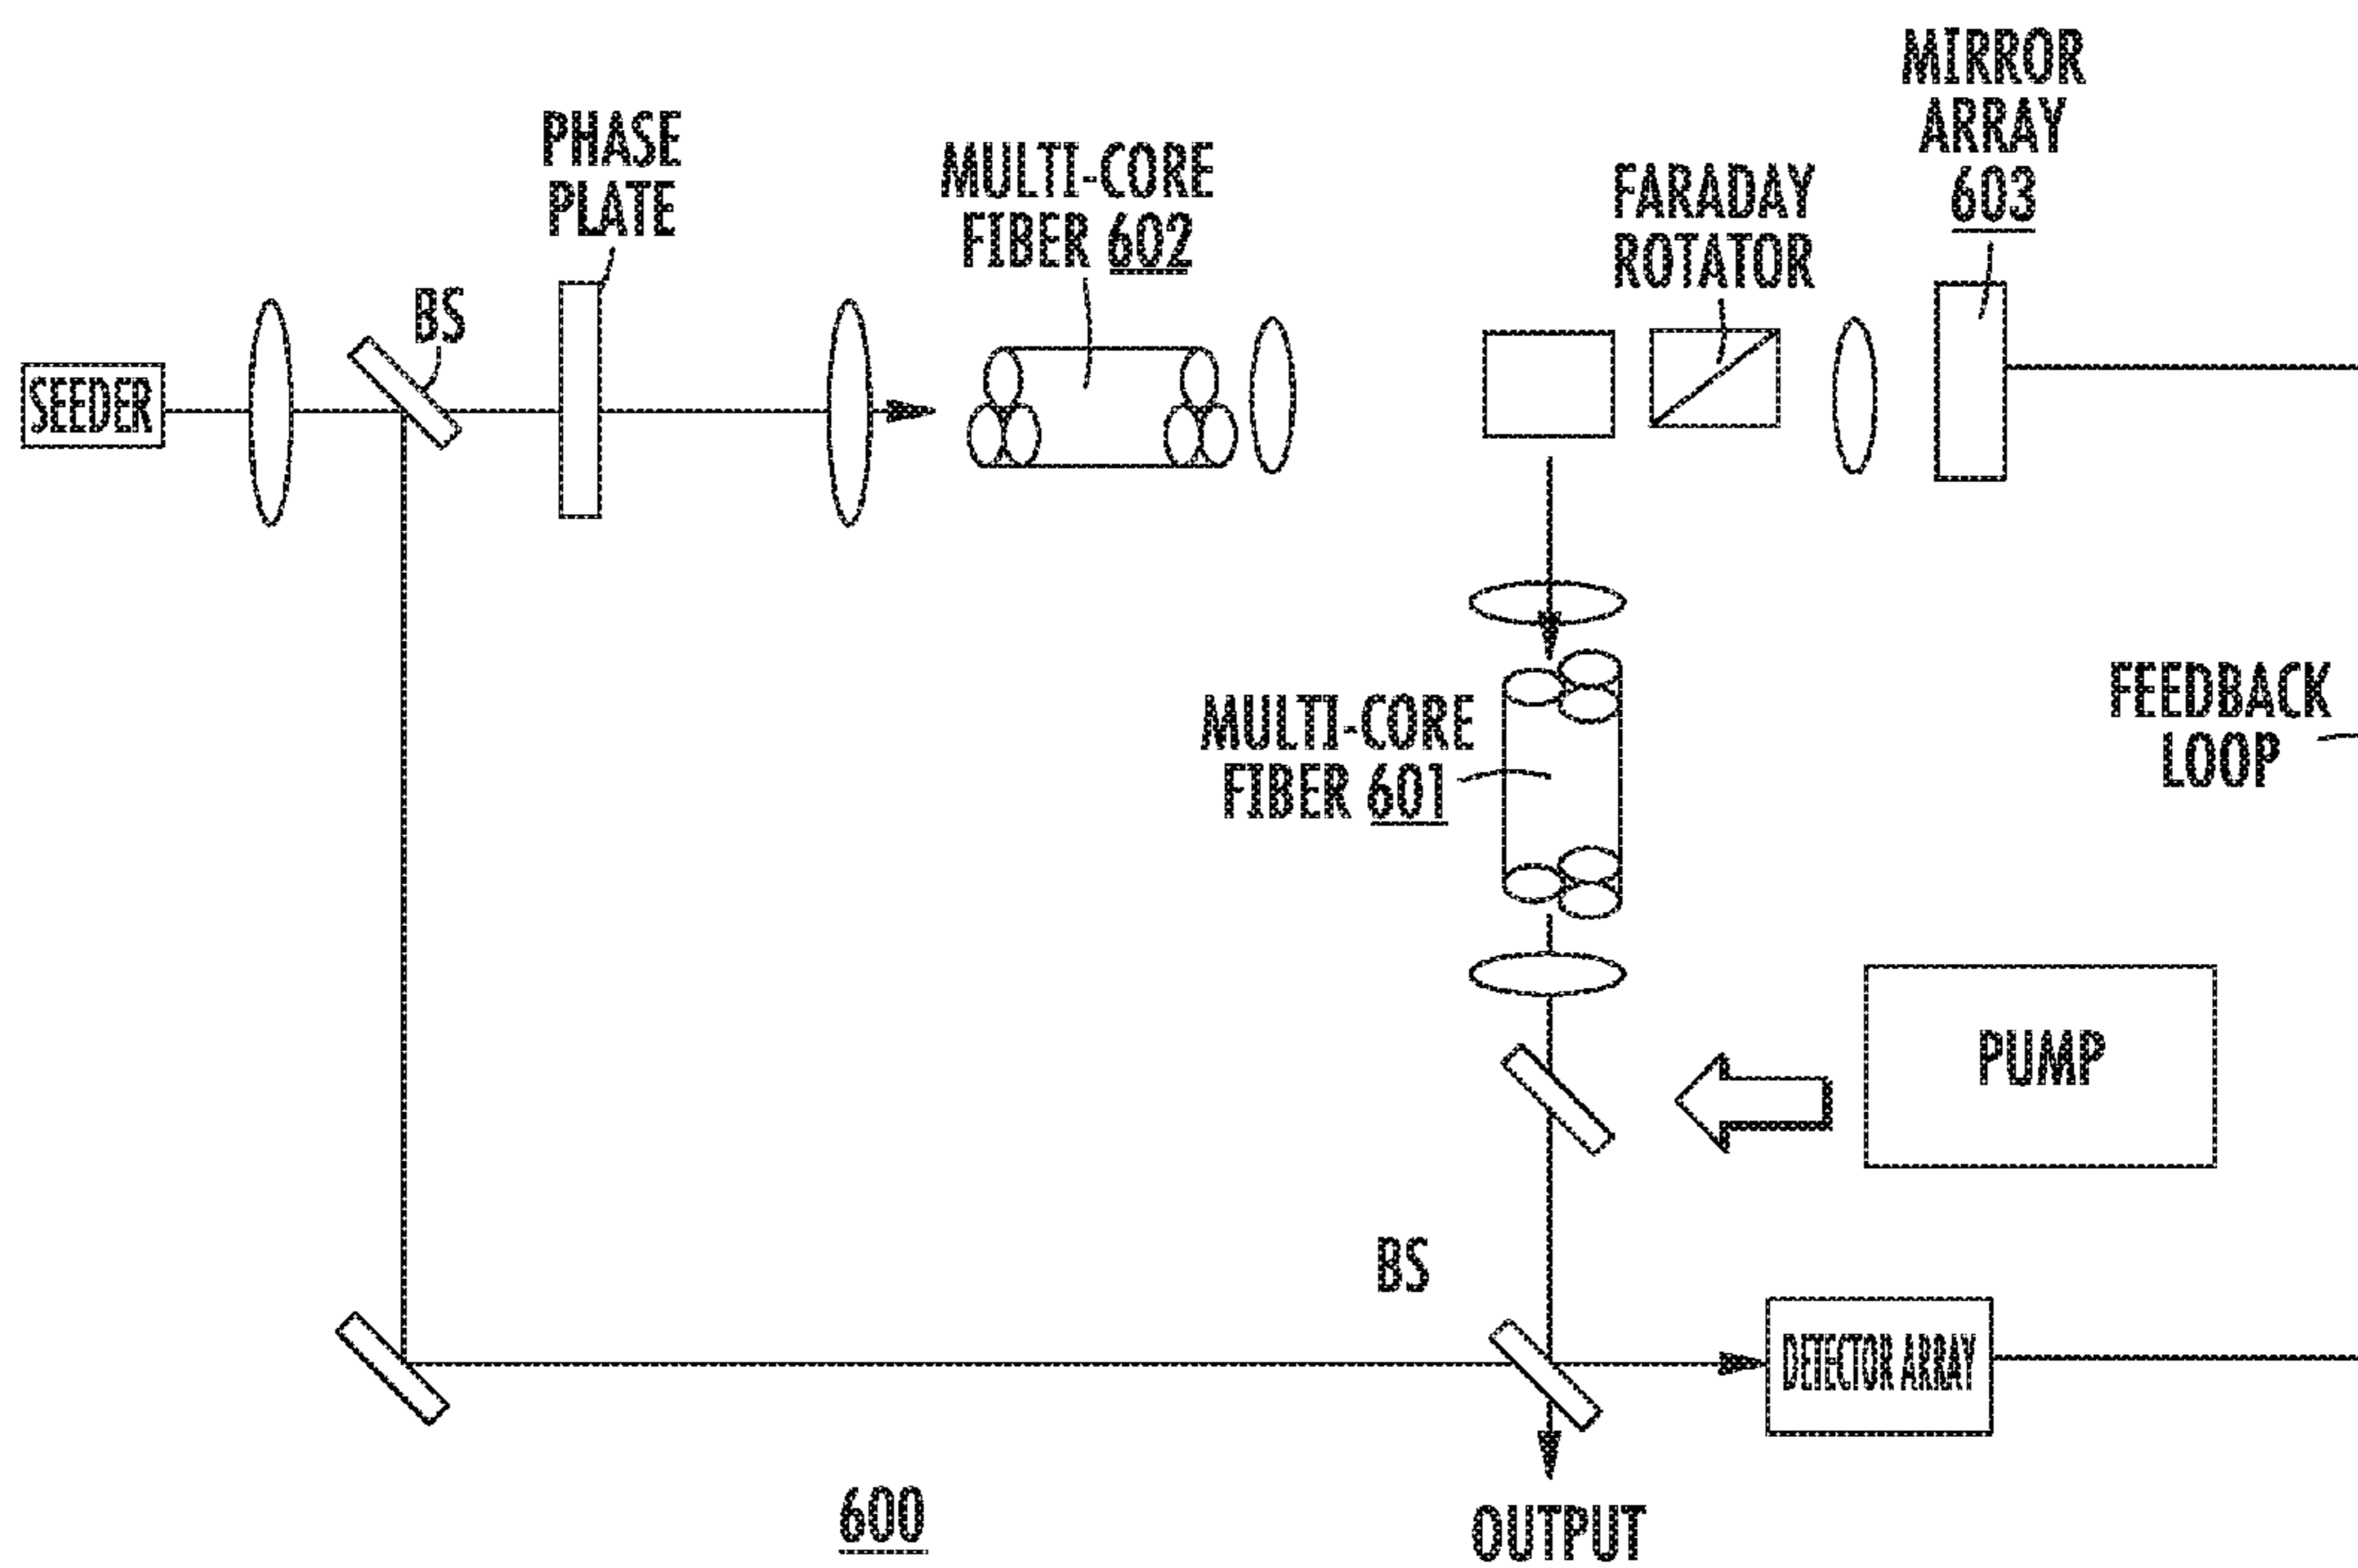 MIRROR
ARRAY
603
PHASE
PLATE
MULTI-CORE
FIBER 602
FARADAY
ROTATOR
BS
SEEDER
MULTI-CORE
FIBER 601
FEEDBACK
LOOP
PUMP
BS
DETECTOR ARRAY
600
OUTPUT